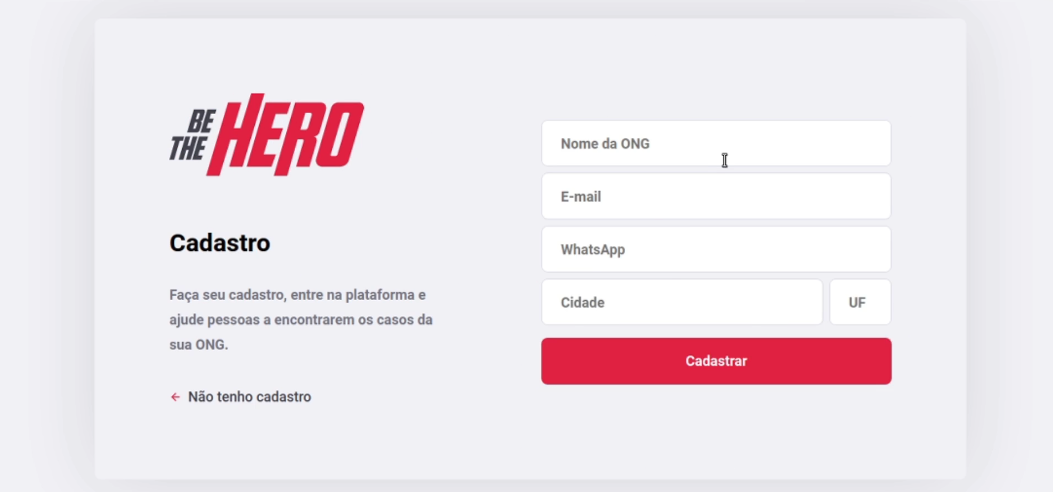 BE
THE HERO
Cadastro
Faça seu cadastro, entre na plataforma e
ajude pessoas a encontrarem os casos da
sua ONG.
Não tenho cadastro
Nome da ONG
E-mail
WhatsApp
Cidade UF
Cadastrar